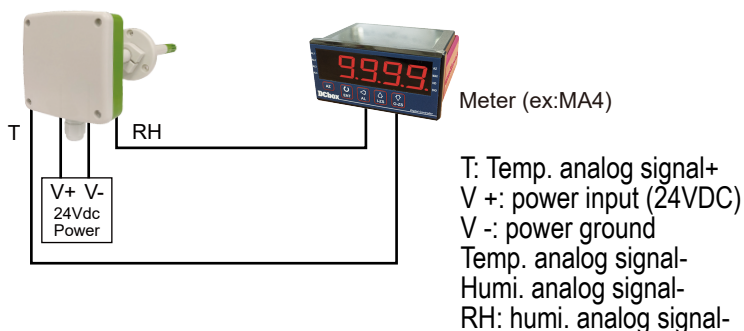 9.9.9.9.
DCbox
Meter (ex:MA4)
T
RH
V+ V-
24Vdc
Power
T: Temp. analog signal+
V +: power input (24VDC)
V -: power ground
Temp. analog signal-
Humi. analog signal-
RH: humi. analog signal-